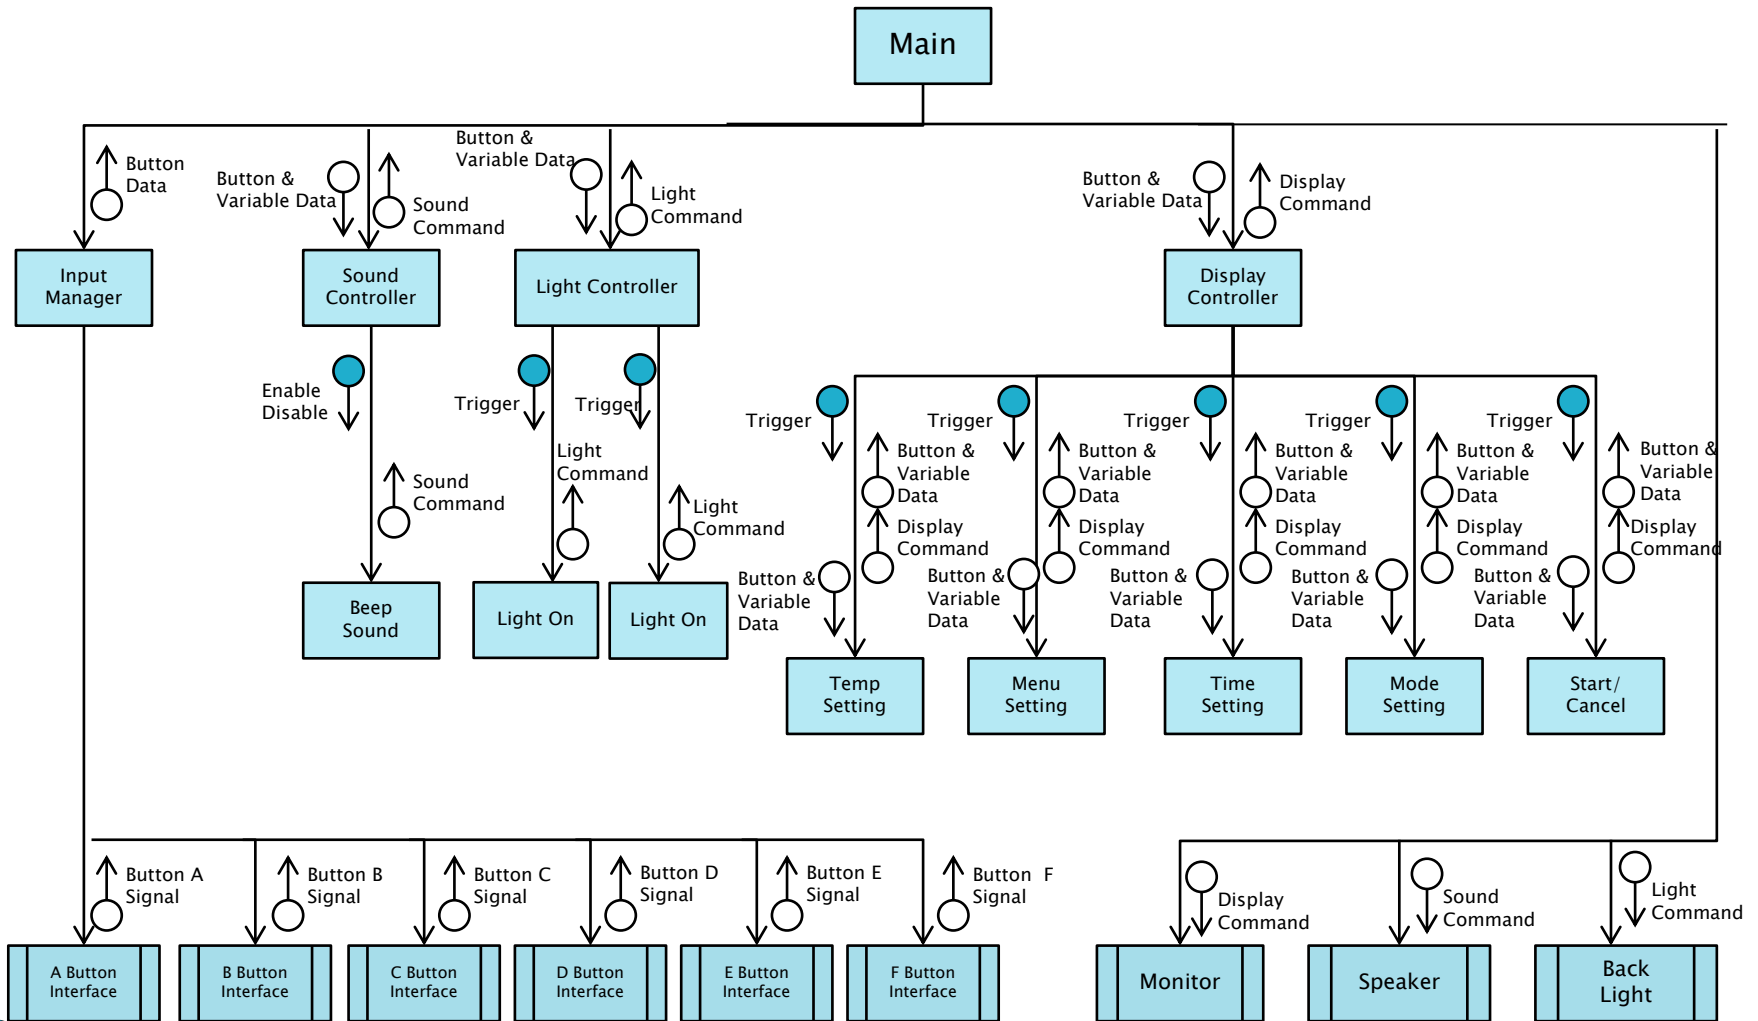 Main
Button
Data
Button &
Variable Data
Sound
Command
Button &
Variable Data
Light
Command
Button &
Variable Data
Display
Command
Input
Manager
Sound
Controller
Light Controller
Display
Controller
Enable
Disable
Trigger
Trigger
Sound
Command
Light
Command
Light
Command
Trigger
Trigger
Trigger
Trigger
Trigger
Button &
Variable
Data
Button &
Variable
Data
Button &
Variable
Data
Button &
Variable
Data
Button &
Variable
Data
Display
Command
Display
Command
Display
Command
Display
Command
Display
Command
Button &
Variable
Data
Button &
Variable
Data
Button &
Variable
Data
Button &
Variable
Data
Button &
Variable
Data
Beep
Sound
Light On
Light On
Temp
Setting
Menu
Setting
Time
Setting
Mode
Setting
Start/
Cancel
Button A
Signal
Button B
Signal
Button C
Signal
Button D
Signal
Button E
Signal
Button F
Signal
Display
Command
Sound
Command
Light
Command
A Button
Interface
B Button
Interface
C Button
Interface
D Button
Interface
E Button
Interface
F Button
Interface
Monitor
Speaker
Back
Light